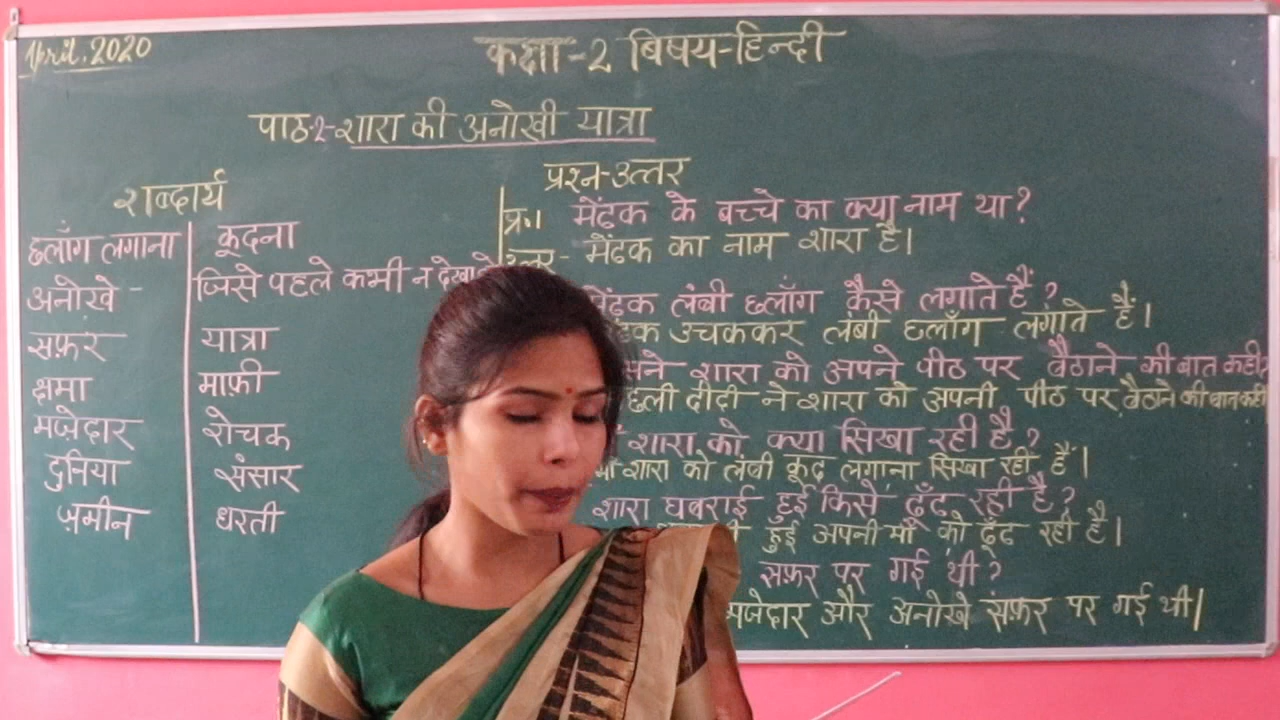 April. 2020
कक्षा-2 बिषय-हिन्दी
पाठ-2-शारा की अनोखी यात्रा
शब्दार्थ
छलाँग लगाना कूदना
अनोखे - जिसे पहले कभी न देखा
सफ़र यात्रा
क्षमा माफ़ी
मज़ेदार रोचक
दुनिया संसार
ज़मीन धरती
प्रश्न-उत्तर
प्र.1 मेंढक के बच्चे का क्या नाम था?
उत्तर- मेंढक का नाम शारा है।
मेंढक लंबी छलाँग कैसे लगाते हैं?
उचककर लंबी छलाँग लगाते हैं।
शारा को अपने पीठ पर बैठाने की बात कही?
दीदी ने शारा को अपनी पीठ पर बैठाने की बात कही
शारा को क्या सिखा रही है?
शारा को लंबी कूद लगाना सिखा रही हैं।
शारा घबराई हुई किसे ढूँढ रही है?
हुई अपनी माँ को ढूँढ रही है।
सफ़र पर गई थी?
मजेदार और अनोखे सफ़र पर गई थी।